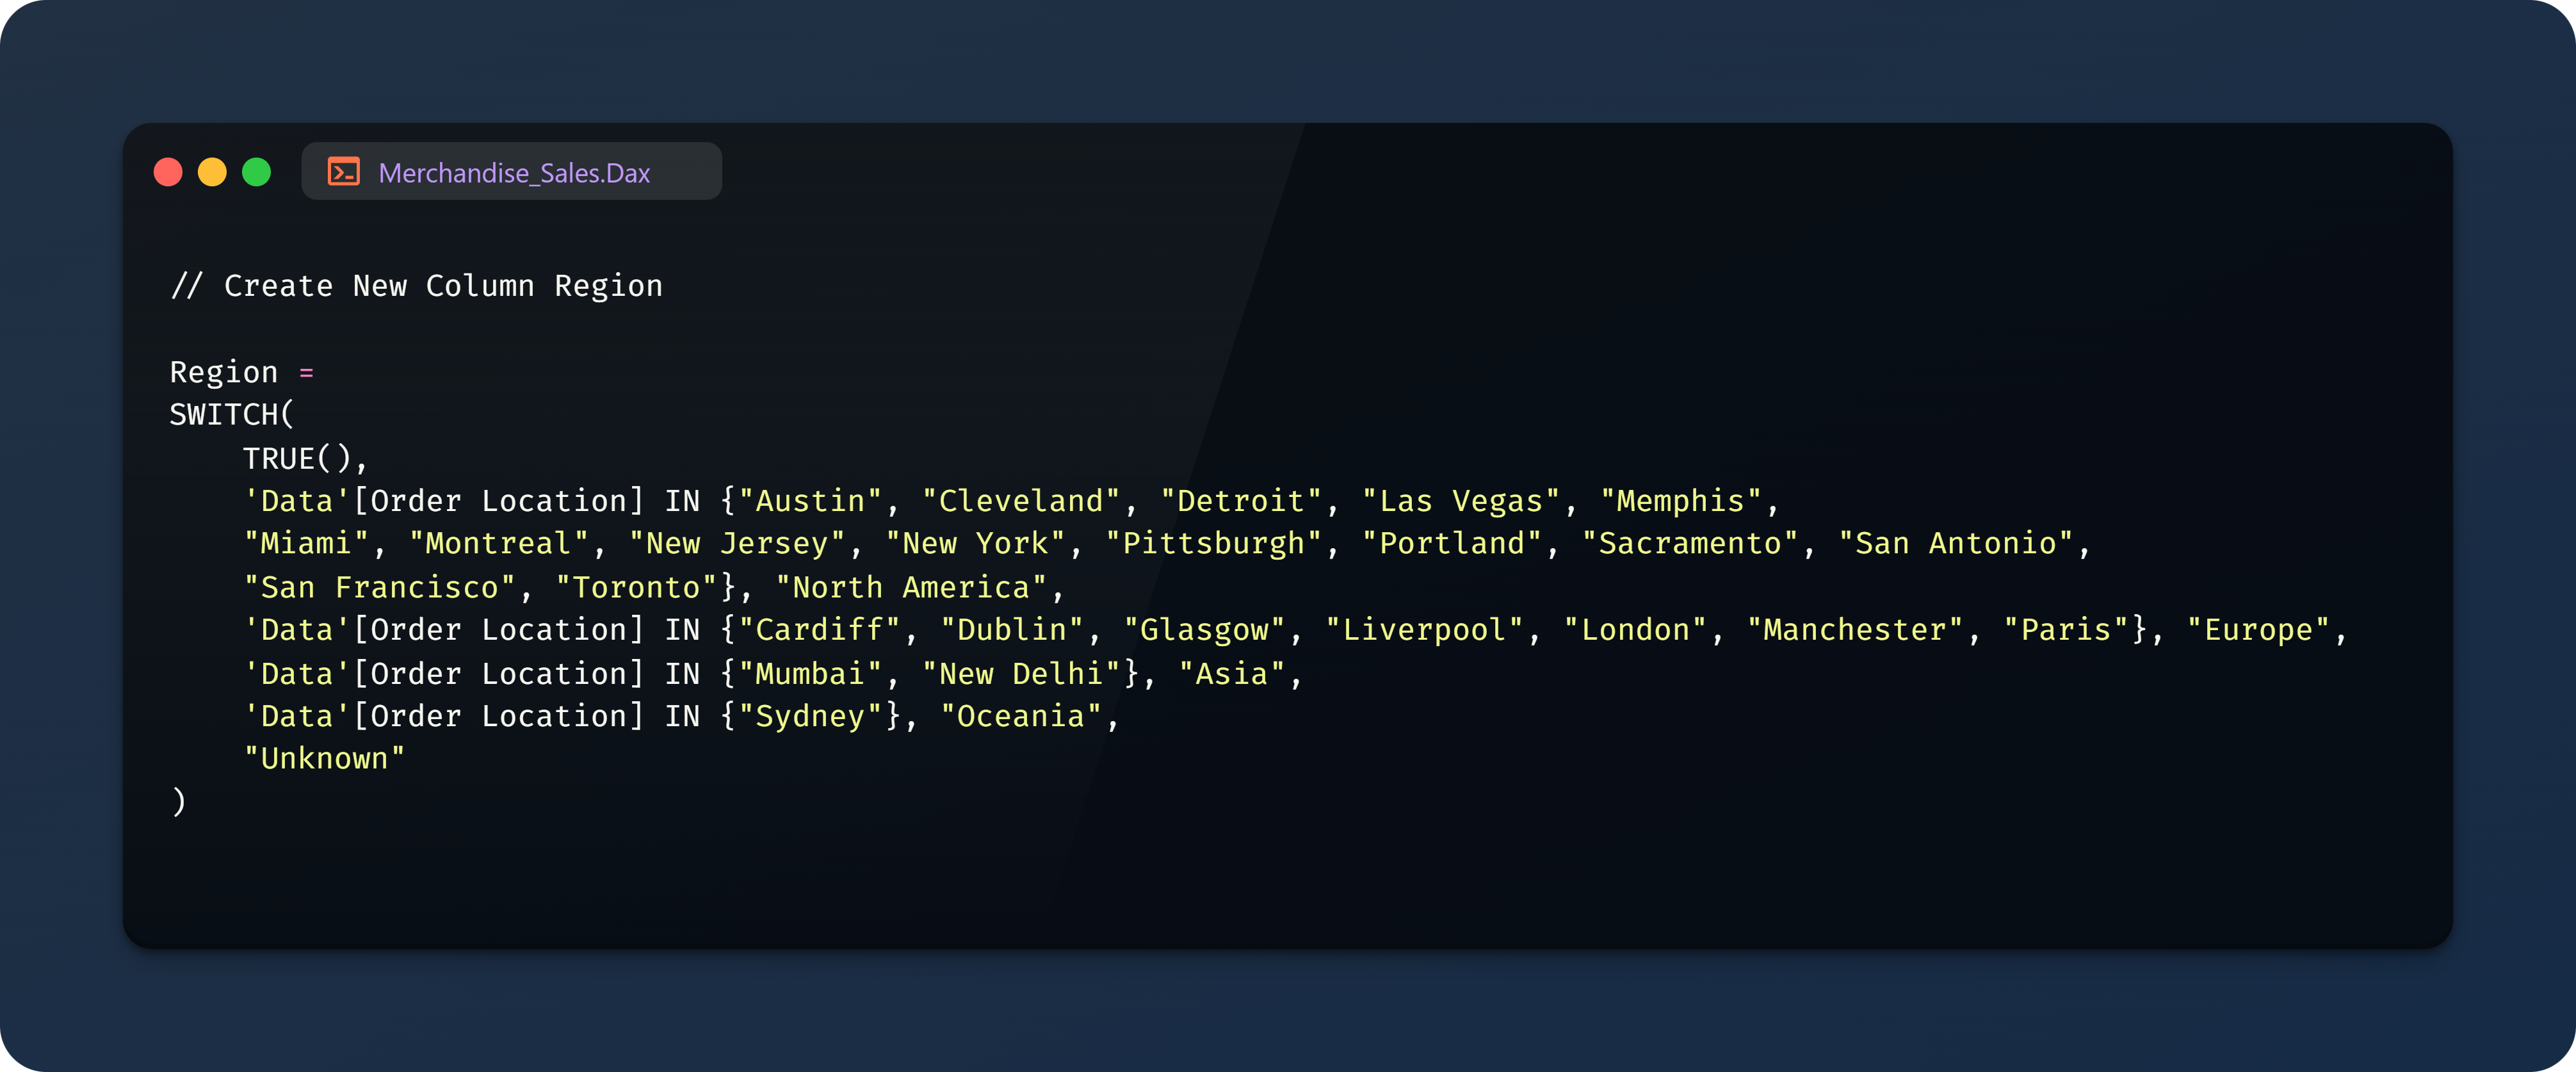 Merchandise_Sales.Dax
// Create New Column Region
Region =
SWITCH(
    TRUE(),
    'Data'[Order Location] IN {"Austin", "Cleveland", "Detroit", "Las Vegas", "Memphis",
    "Miami", "Montreal", "New Jersey", "New York", "Pittsburgh", "Portland", "Sacramento", "San Antonio",
    "San Francisco", "Toronto"}, "North America",
    'Data'[Order Location] IN {"Cardiff", "Dublin", "Glasgow", "Liverpool", "London", "Manchester", "Paris"}, "Europe",
    'Data'[Order Location] IN {"Mumbai", "New Delhi"}, "Asia",
    'Data'[Order Location] IN {"Sydney"}, "Oceania",
    "Unknown"
)